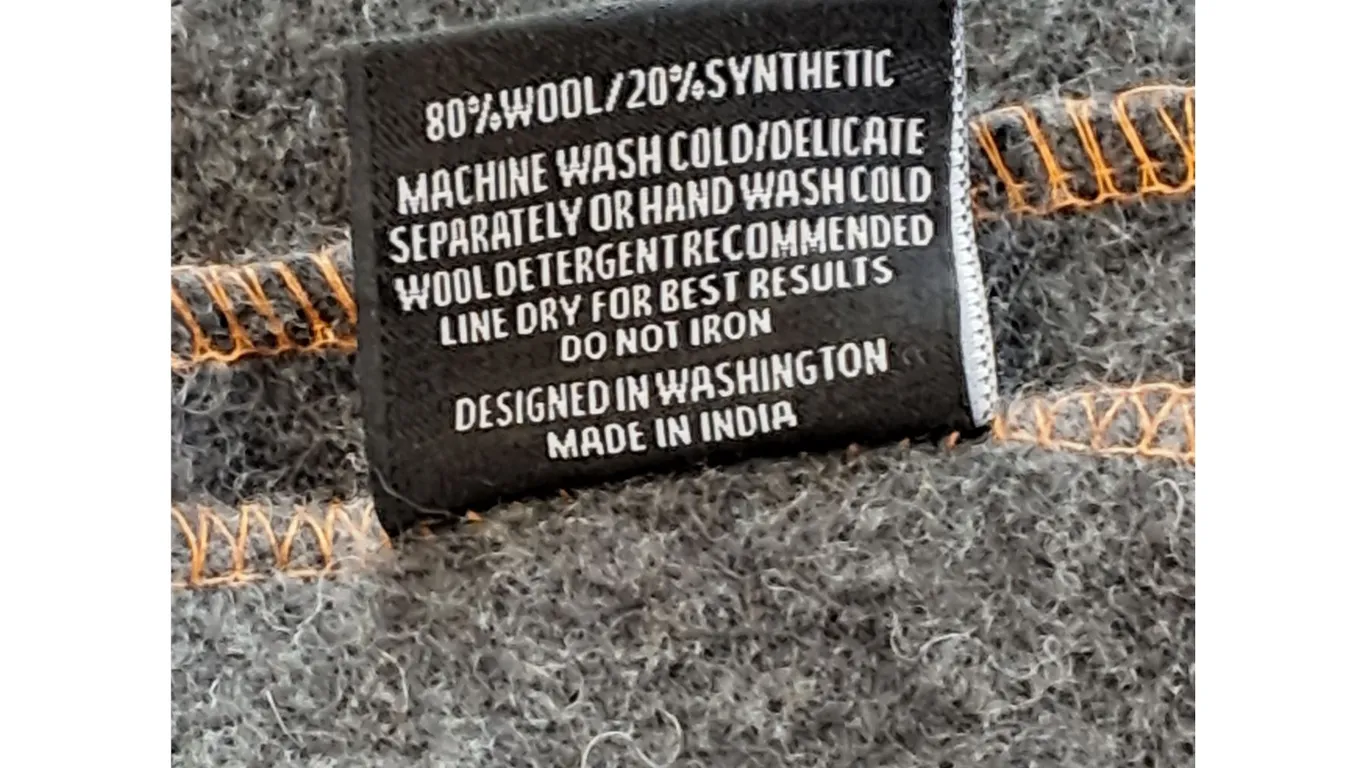 80%WOOL/20%SYNTHETIC
MACHINE WASH COLD/DELICATE
SEPARATELY OR HAND WASH COLD
WOOL DETERGENT RECOMMENDED
LINE DRY FOR BEST RESULTS
DO NOT IRON
DESIGNED IN WASHINGTON
MADE IN INDIA